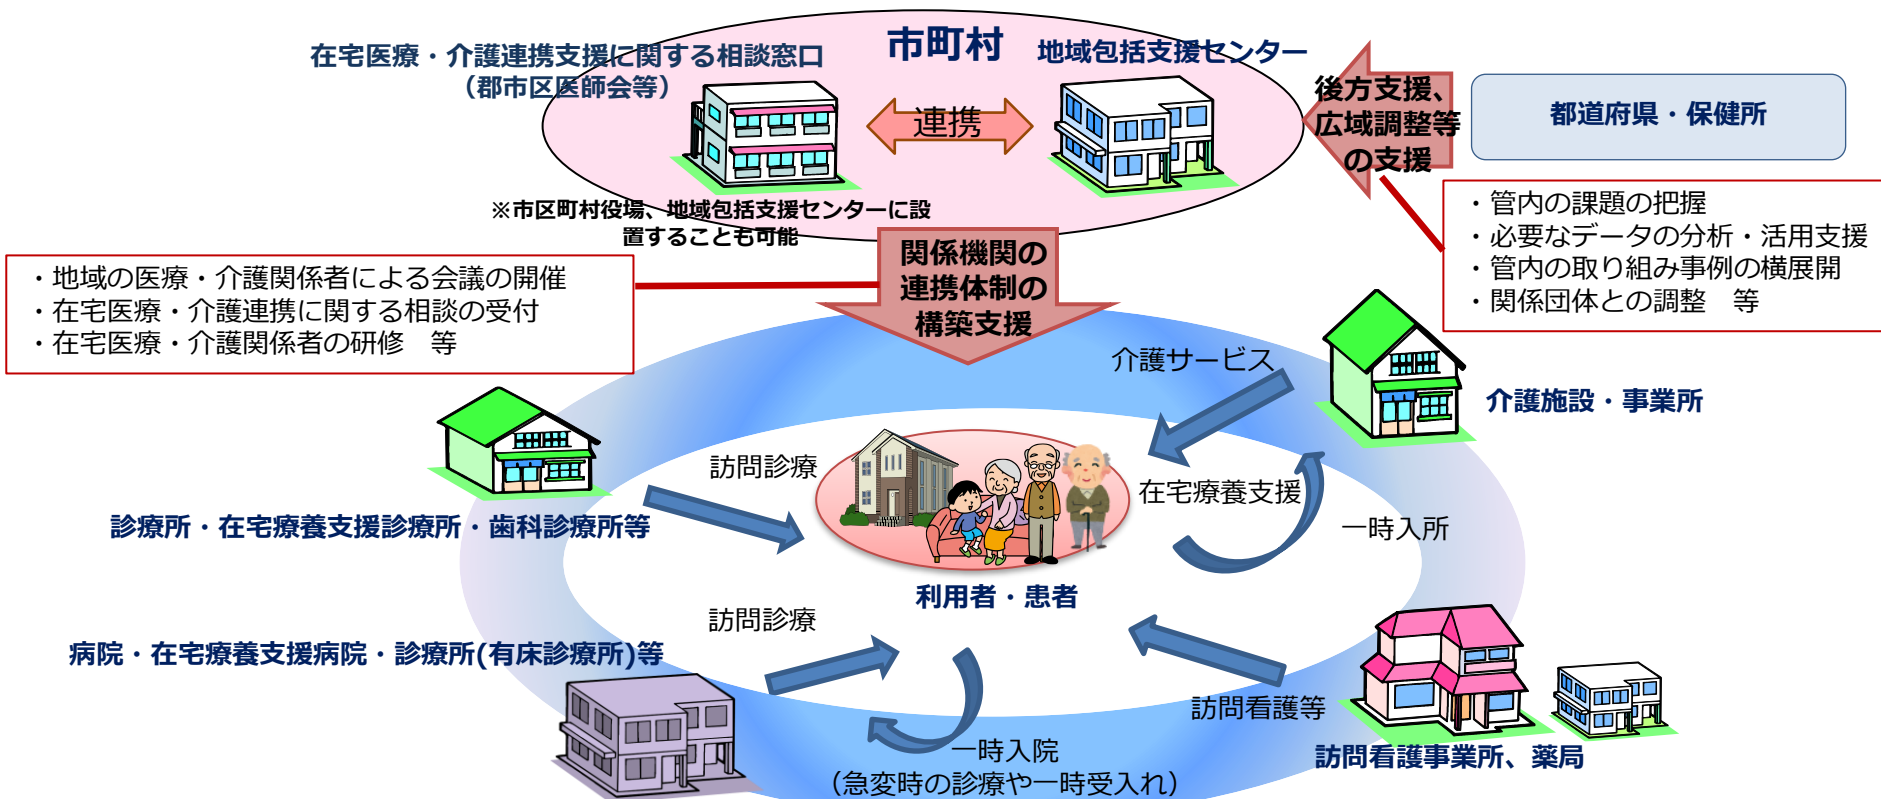 市町村
在宅医療・介護連携支援に関する相談窓口
（郡市区医師会等）
地域包括支援センター
連携
※市区町村役場、地域包括支援センターに設
置することも可能
後方支援、
広域調整等
の支援
都道府県・保健所
・管内の課題の把握
・必要なデータの分析・活用支援
・管内の取り組み事例の横展開
・関係団体との調整　等
関係機関の
連携体制の
構築支援
・地域の医療・介護関係者による会議の開催
・在宅医療・介護連携に関する相談の受付
・在宅医療・介護関係者の研修　等
介護サービス
介護施設・事業所
訪問診療
在宅療養支援
一時入所
診療所・在宅療養支援診療所・歯科診療所等
利用者・患者
訪問診療
病院・在宅療養支援病院・診療所(有床診療所)等
訪問看護等
一時入院
（急変時の診療や一時受入れ）
訪問看護事業所、薬局